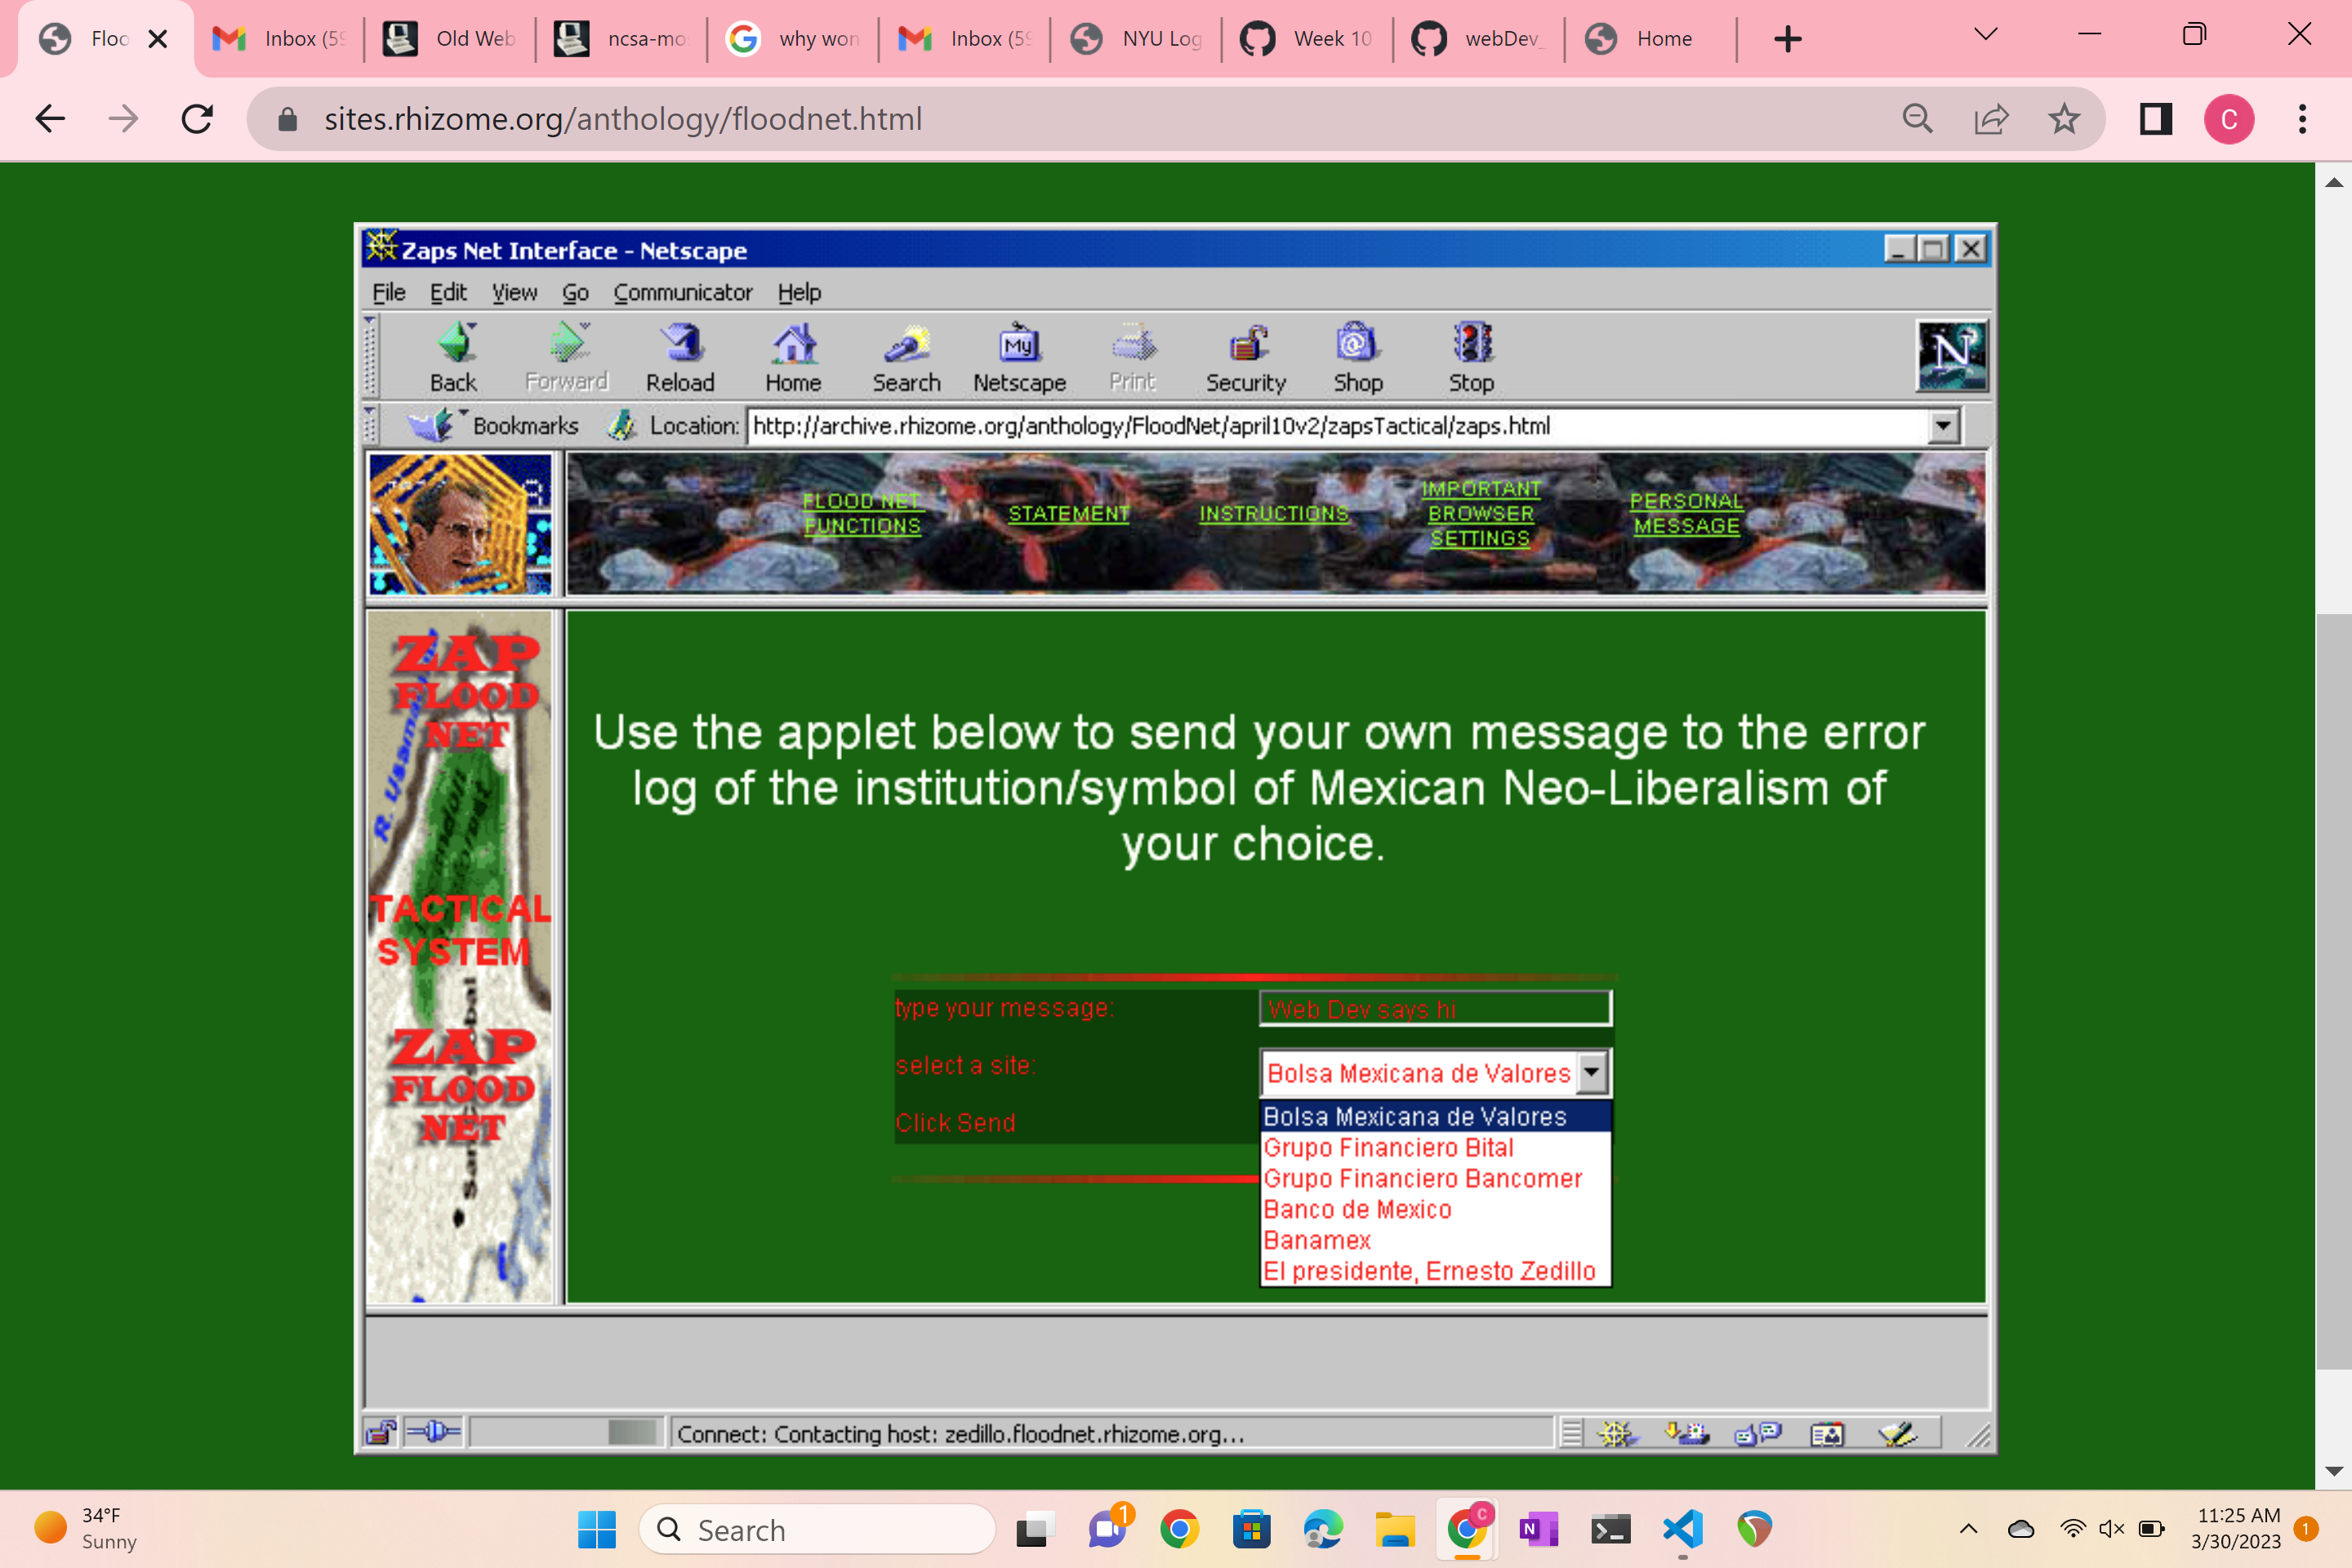 Floo
Inbox (59
Old Web
ncsa-mo
why won
Inbox (59
NYU Log
Week 10
webDev_
Home
sites.rhizome.org/anthology/floodnet.html
C
Zaps Net Interface - Netscape
File Edit View Go Communicator Help
My
N
Back Forward Reload Home Search Netscape Print Security Shop Stop
Bookmarks Location: http://archive.rhizome.org/anthology/FloodNet/april10v2/zapsTactical/zaps.html
FLOOD NET
FUNCTIONS
STATEMENT
INSTRUCTIONS
IMPORTANT
BROWSER
SETTINGS
PERSONAL
MESSAGE
ZAP
FLOOD
NET
TACTICAL
SYSTEM
ZAP
FLOOD
NET
Use the applet below to send your own message to the error
log of the institution/symbol of Mexican Neo-Liberalism of
your choice.
type your message: Web Dev says hi
select a site: Bolsa Mexicana de Valores
Click Send
Bolsa Mexicana de Valores
Grupo Financiero Bital
Grupo Financiero Bancomer
Banco de Mexico
Banamex
El presidente, Ernesto Zedillo
Connect: Contacting host: zedillo.floodnet.rhizome.org...
34°F
Sunny
Search
1
C
N
11:25 AM
3/30/2023
1